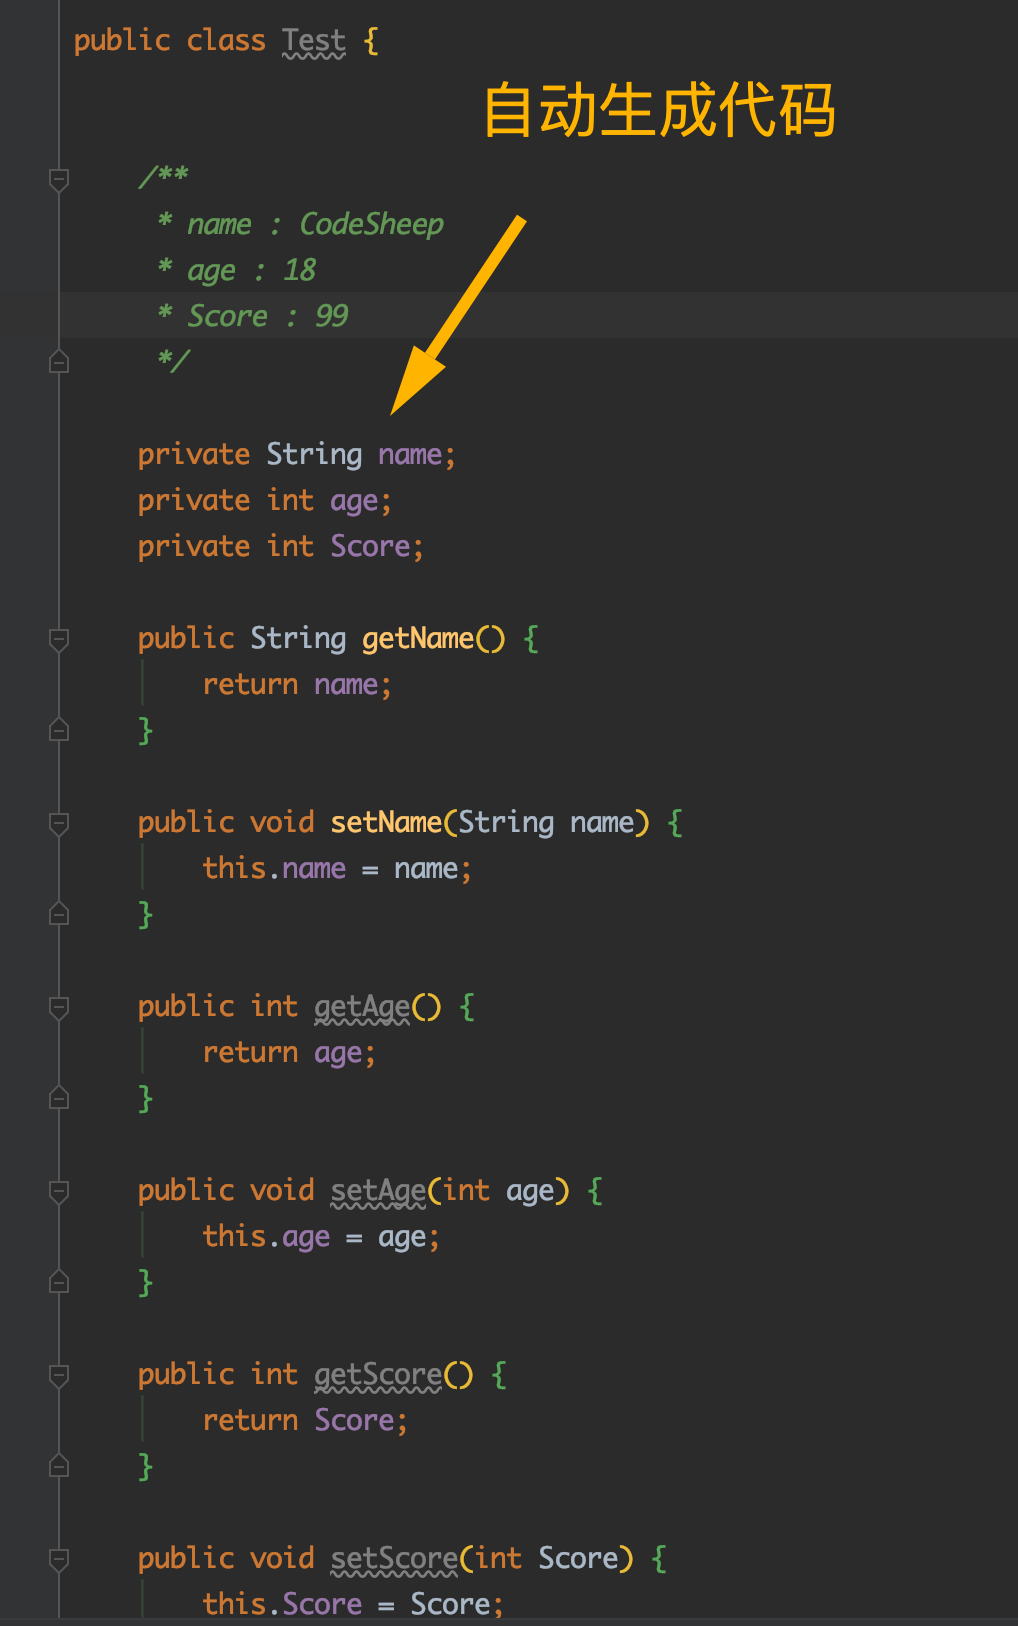 public class Test {
自动生成代码
/**
* name : CodeSheep
* age : 18
* Score : 99
*/
private String name;
private int age;
private int Score;
public String getName() {
return name;
}
public void setName(String name) {
this.name = name;
}
public int getAge() {
return age;
}
public void setAge(int age) {
this.age = age;
}
public int getScore() {
return Score;
}
public void setScore(int Score) {
this.Score = Score;